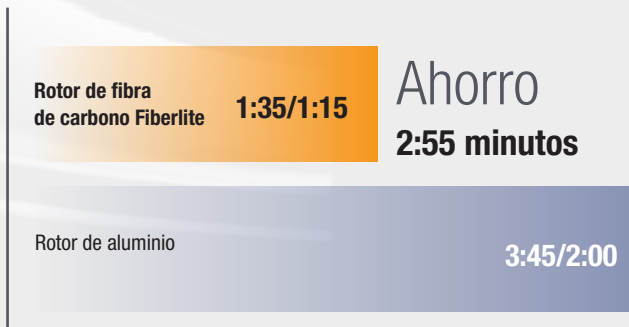 Rotor de fibra
de carbono Fiberlite
1:35/1:15
Ahorro
2:55 minutos
Rotor de aluminio
3:45/2:00